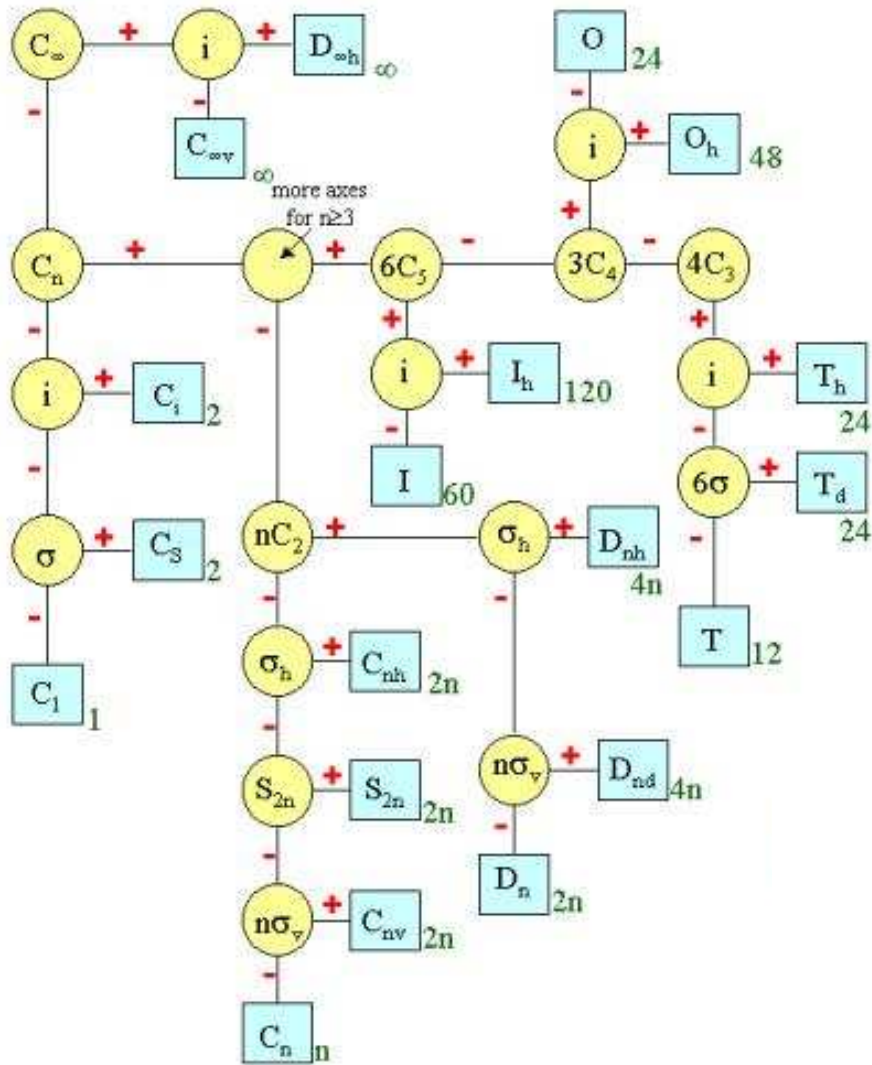 C∞ + i + D∞h ∞
O 24
- - -
C∞v ∞
i + Oh 48
more axes
for n≥3
+
Cn + + 6C5 - 3C4 - 4C3
- - + +
i + Ci 2
i + Ih 120
i + Th 24
- - -
I 60
6σ + Td 24
σ + CS 2
nC2 + σh + Dnh 4n
- - - -
C1 1
σh + Cnh 2n
T 12
-
S2n + S2n 2n
nσv + Dnd 4n
- -
Dn 2n
nσv + Cnv 2n
-
Cn n